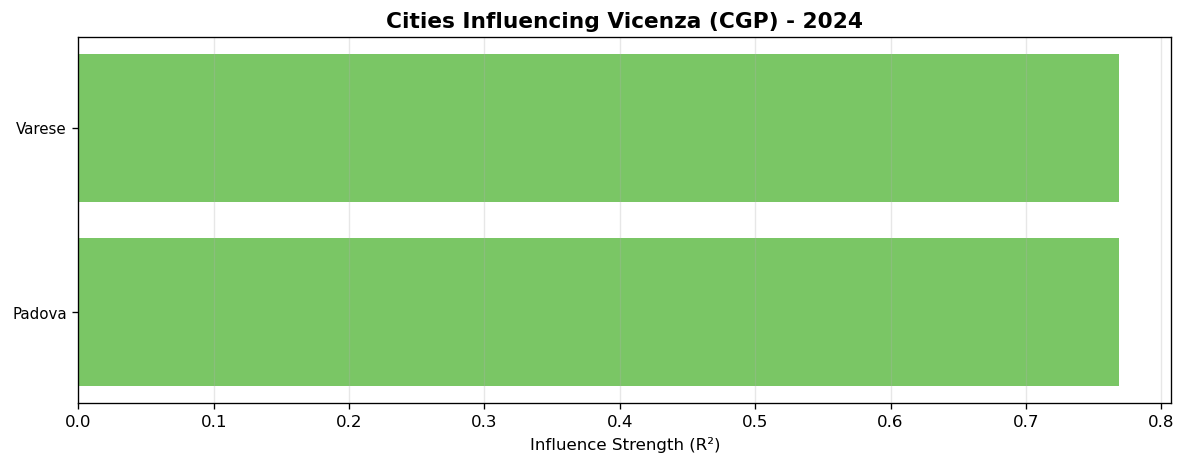 Cities Influencing Vicenza (CGP) - 2024
Varese
Padova
0.0 0.1 0.2 0.3 0.4 0.5 0.6 0.7 0.8
Influence Strength (R²)